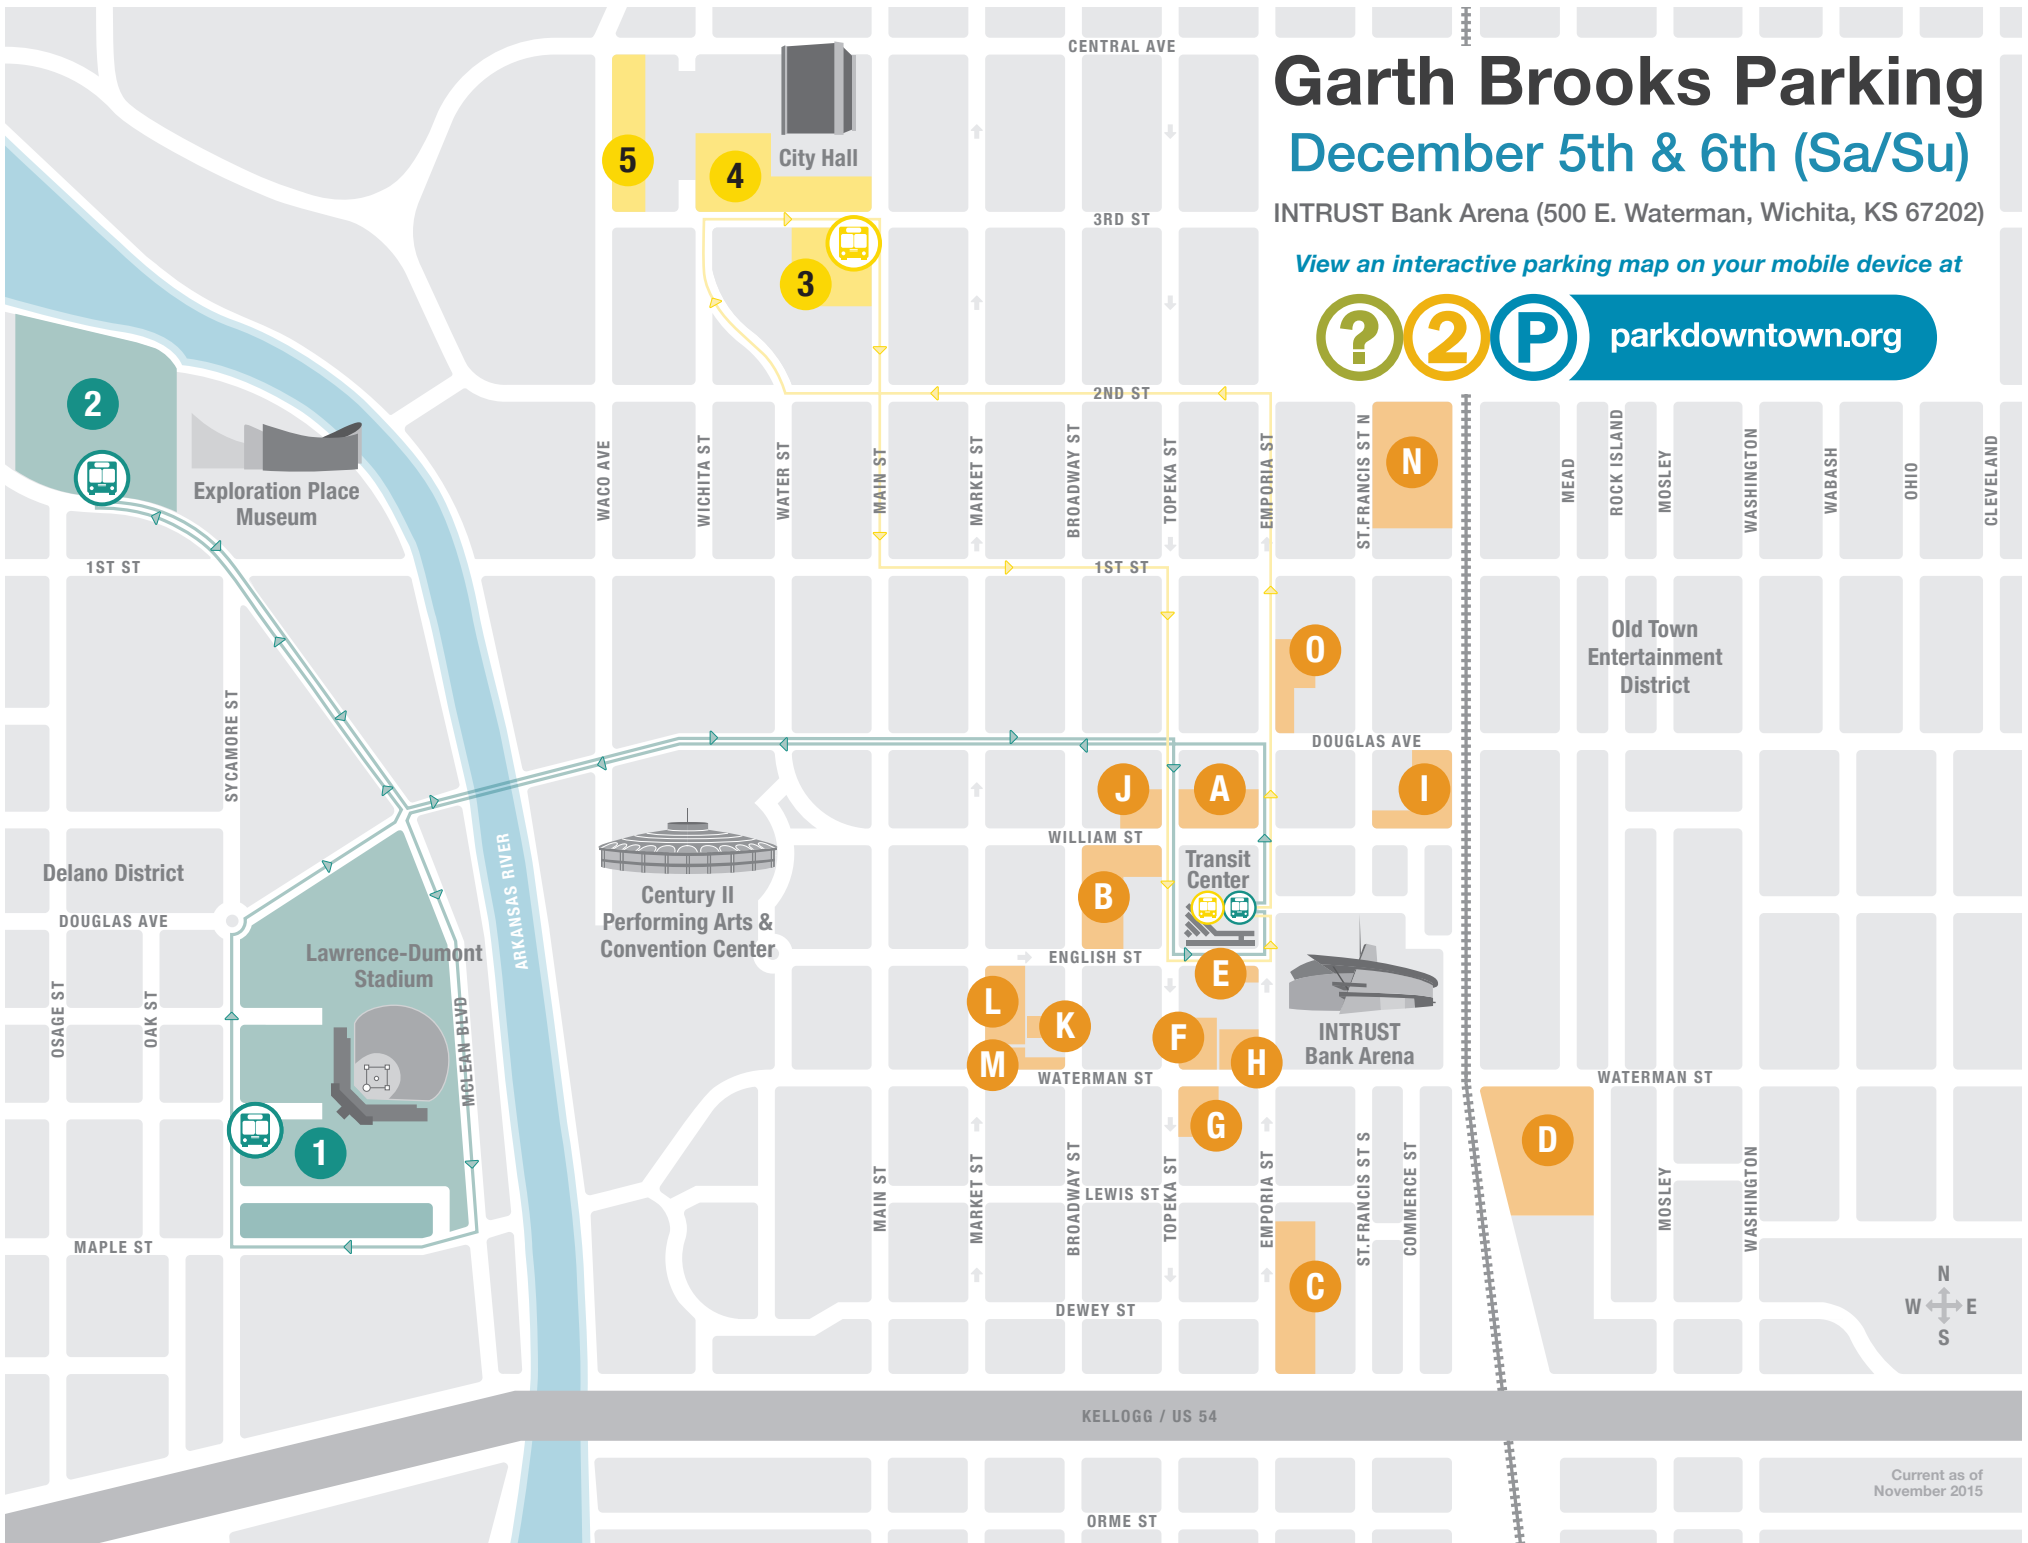 CENTRAL AVE
Garth Brooks Parking
December 5th & 6th (Sa/Su)
INTRUST Bank Arena (500 E. Waterman, Wichita, KS 67202)
View an interactive parking map on your mobile device at
? 2 P parkdowntown.org
5
4
City Hall
3RD ST
3
2
2ND ST
Exploration Place
Museum
WACO AVE
WICHITA ST
WATER ST
MAIN ST
MARKET ST
BROADWAY ST
TOPEKA ST
EMPORIA ST
ST.FRANCIS ST N
N
MEAD
ROCK ISLAND
MOSLEY
WASHINGTON
WABASH
OHIO
CLEVELAND
1ST ST
1ST ST
O
Old Town
Entertainment
District
SYCAMORE ST
DOUGLAS AVE
J
A
I
WILLIAM ST
Delano District
DOUGLAS AVE
ARKANSAS RIVER
Century II
Performing Arts &
Convention Center
Transit
Center
B
Lawrence-Dumont
Stadium
ENGLISH ST
E
L
K
M
F
H
INTRUST
Bank Arena
OSAGE ST
OAK ST
MCLEAN BLVD
WATERMAN ST
WATERMAN ST
1
G
D
MAIN ST
MARKET ST
BROADWAY ST
LEWIS ST
TOPEKA ST
EMPORIA ST
ST.FRANCIS ST S
COMMERCE ST
MOSLEY
WASHINGTON
MAPLE ST
C
DEWEY ST
N
W E
S
KELLOGG / US 54
Current as of
November 2015
ORME ST